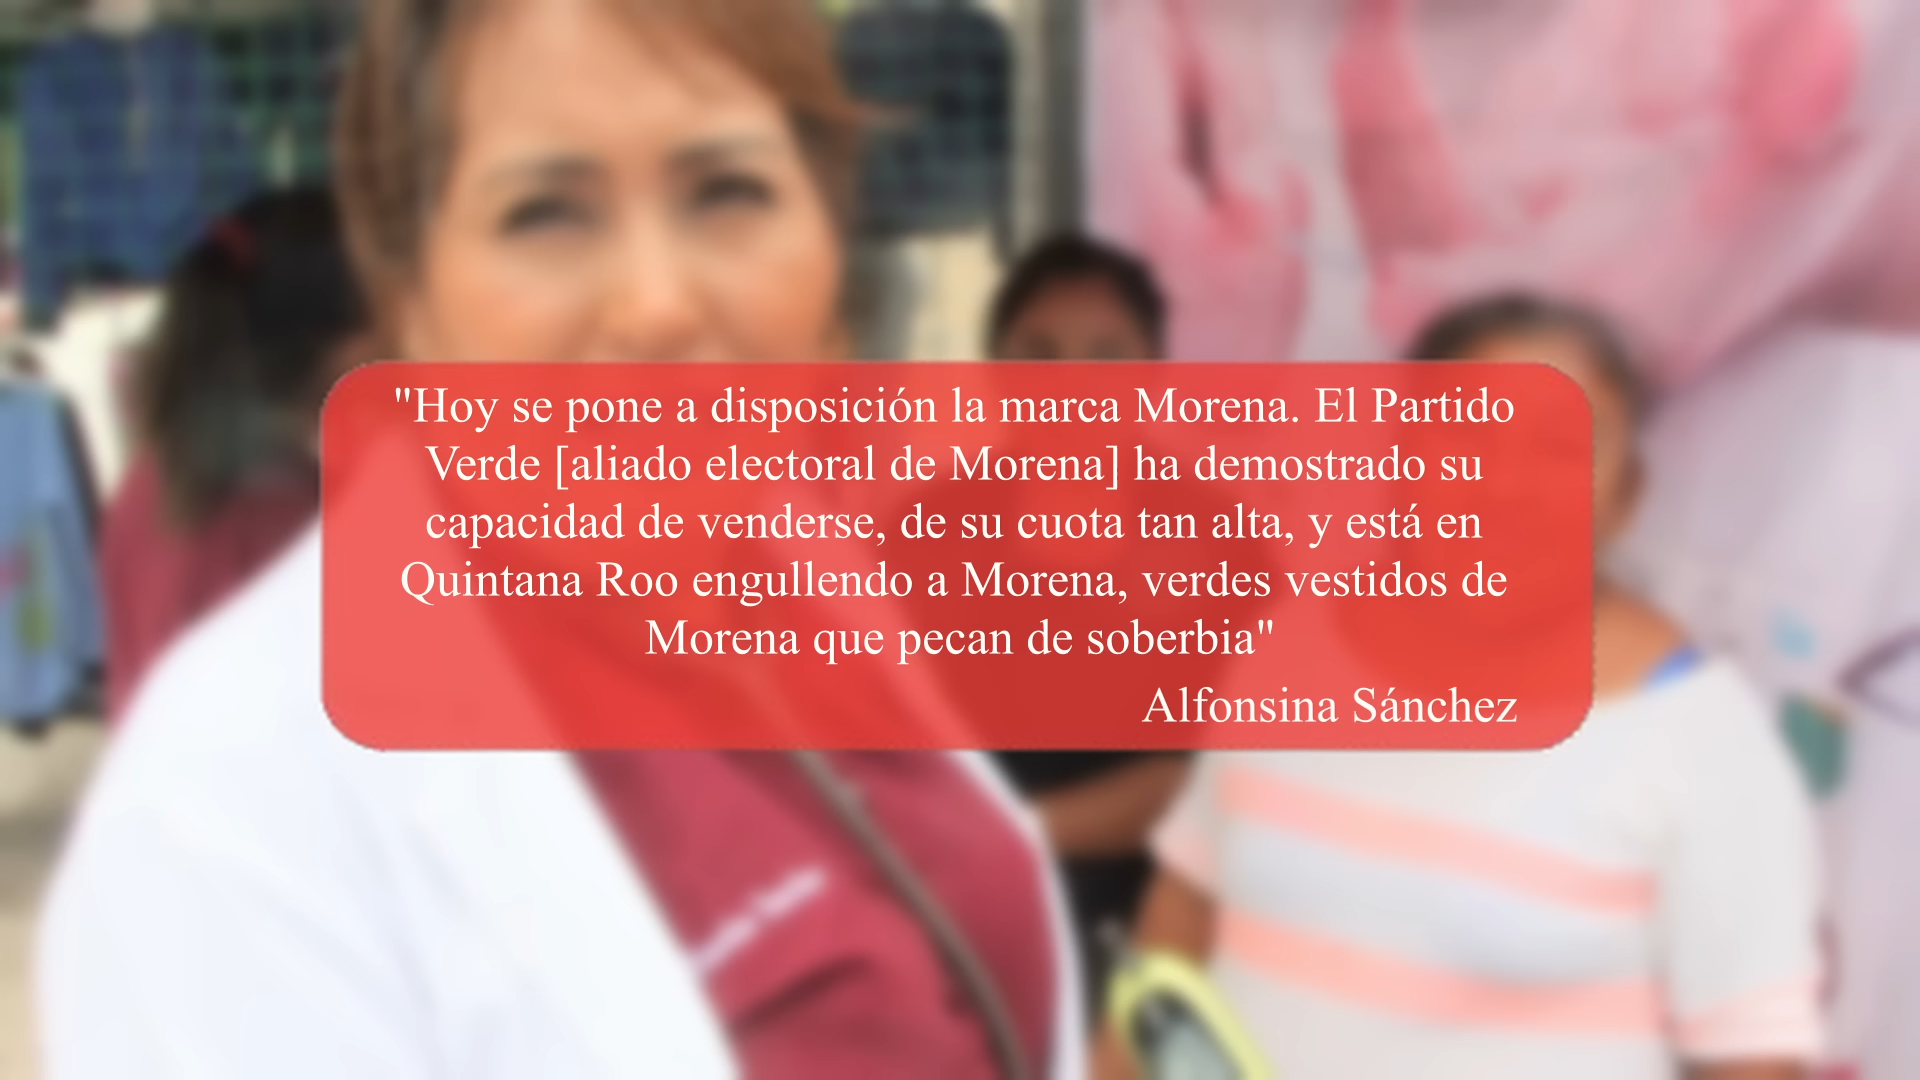 "Hoy se pone a disposición la marca Morena. El Partido
Verde [aliado electoral de Morena] ha demostrado su
capacidad de venderse, de su cuota tan alta, y está en
Quintana Roo engullendo a Morena, verdes vestidos de
Morena que pecan de soberbia"
Alfonsina Sánchez